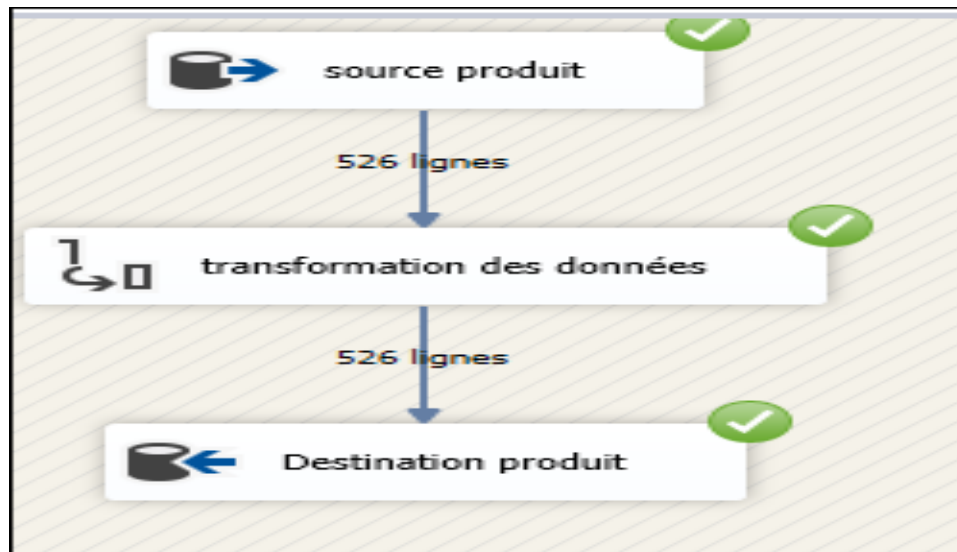 source produit
526 lignes
transformation des données
526 lignes
Destination produit